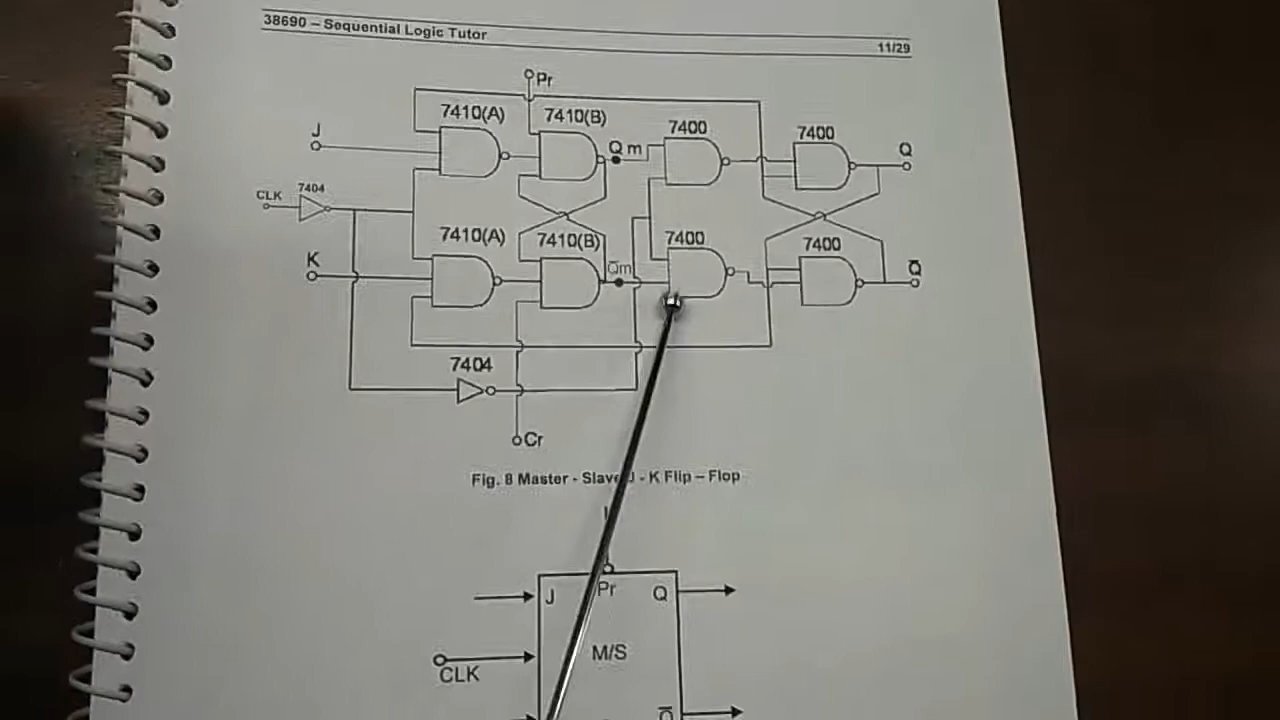 38690 – Sequential Logic Tutor
11/29
Pr
7410(A) 7410(B) 7400 7400
J Qm Q
CLK 7404
7410(A) 7410(B) 7400 7400
K Q̅m Q̅
7404
Cr
Fig. 8 Master - Slave J - K Flip – Flop
J Pr Q
M/S
CLK
Q̅